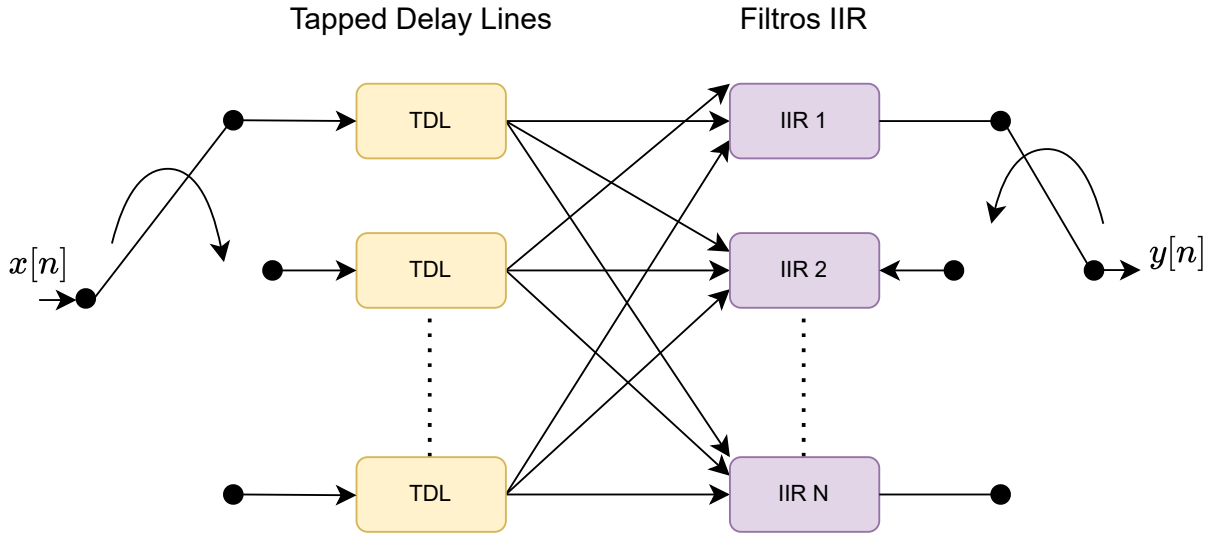 Tapped Delay Lines
Filtros IIR
TDL
IIR 1
x[n]
TDL
IIR 2
y[n]
TDL
IIR N